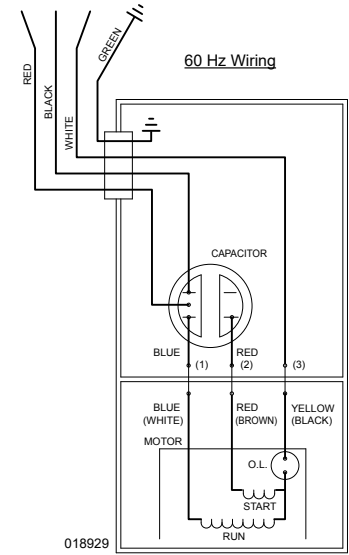 60 Hz Wiring
GREEN
RED
BLACK
WHITE
CAPACITOR
BLUE
RED
(1)
(2)
(3)
BLUE
(WHITE)
RED
(BROWN)
YELLOW
(BLACK)
MOTOR
O.L.
START
RUN
018929